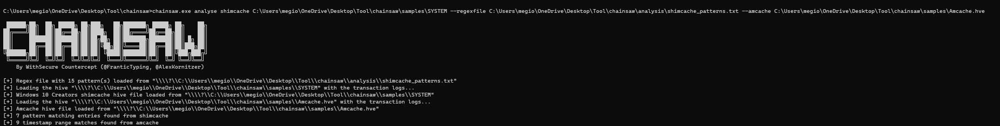 C:\Users\megio\OneDrive\Desktop\Tool\chainsaw>chainsaw.exe analyse shimcache C:\Users\megio\OneDrive\Desktop\Tool\chainsaw\samples\SYSTEM --regexfile C:\Users\megio\OneDrive\Desktop\Tool\chainsaw\analysis\shimcache_patterns.txt --amcache C:\Users\megio\OneDrive\Desktop\Tool\chainsaw\samples\Amcache.hve
CHAINSAW
By WithSecure Countercept (@FranticTyping, @AlexKornitzer)
[+] Regex file with 15 pattern(s) loaded from "\\\\?\\C:\\Users\\megio\\OneDrive\\Desktop\\Tool\\chainsaw\\analysis\\shimcache_patterns.txt"
[+] Loading the hive "\\\\?\\C:\\Users\\megio\\OneDrive\\Desktop\\Tool\\chainsaw\\samples\\SYSTEM" with the transaction logs...
[+] Windows 10 Creators shimcache hive file loaded from "\\\\?\\C:\\Users\\megio\\OneDrive\\Desktop\\Tool\\chainsaw\\samples\\SYSTEM"
[+] Loading the hive "\\\\?\\C:\\Users\\megio\\OneDrive\\Desktop\\Tool\\chainsaw\\samples\\Amcache.hve" with the transaction logs...
[+] Amcache hive file loaded from "\\\\?\\C:\\Users\\megio\\OneDrive\\Desktop\\Tool\\chainsaw\\samples\\Amcache.hve"
[+] 7 pattern matching entries found from shimcache
[+] 9 timestamp range matches found from amcache